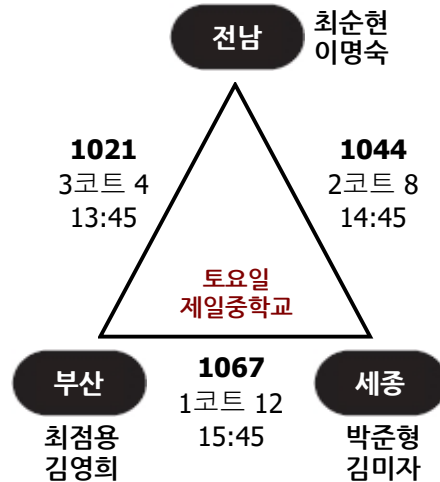 전남
최순현
이명숙
1021
3코트 4
13:45
1044
2코트 8
14:45
토요일
제일중학교
부산
최점용
김영희
1067
1코트 12
15:45
세종
박준형
김미자